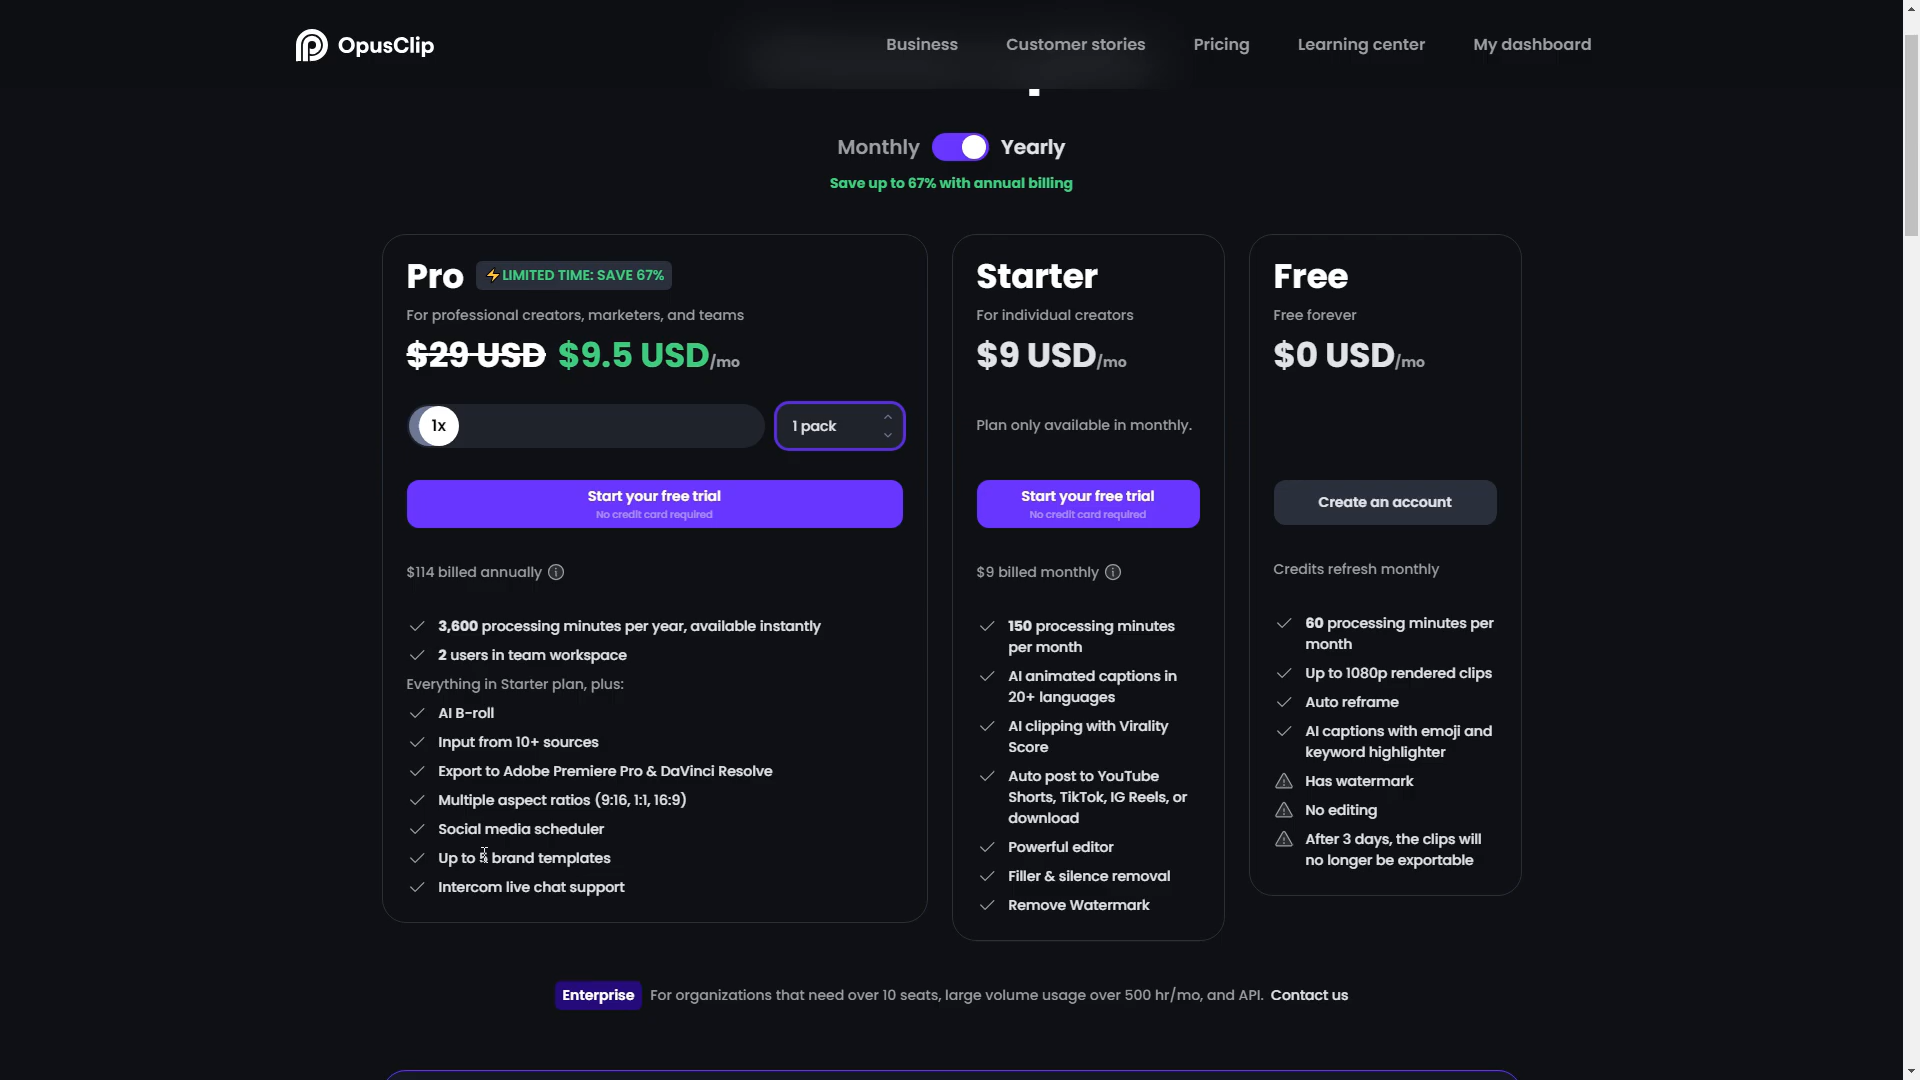 OpusClip
Business
Customer stories
Pricing
Learning center
My dashboard
Monthly
Yearly
Save up to 67% with annual billing
Pro
⚡LIMITED TIME: SAVE 67%
For professional creators, marketers, and teams
$29 USD $9.5 USD/mo
1x
1 pack
Start your free trial
No credit card required
$114 billed annually
3,600 processing minutes per year, available instantly
2 users in team workspace
Everything in Starter plan, plus:
AI B-roll
Input from 10+ sources
Export to Adobe Premiere Pro & DaVinci Resolve
Multiple aspect ratios (9:16, 1:1, 16:9)
Social media scheduler
Up to brand templates
Intercom live chat support
Starter
For individual creators
$9 USD/mo
Plan only available in monthly.
Start your free trial
No credit card required
$9 billed monthly
150 processing minutes
per month
AI animated captions in
20+ languages
AI clipping with Virality
Score
Auto post to YouTube
Shorts, TikTok, IG Reels, or
download
Powerful editor
Filler & silence removal
Remove Watermark
Free
Free forever
$0 USD/mo
Create an account
Credits refresh monthly
60 processing minutes per
month
Up to 1080p rendered clips
Auto reframe
AI captions with emoji and
keyword highlighter
Has watermark
No editing
After 3 days, the clips will
no longer be exportable
Enterprise For organizations that need over 10 seats, large volume usage over 500 hr/mo, and API. Contact us